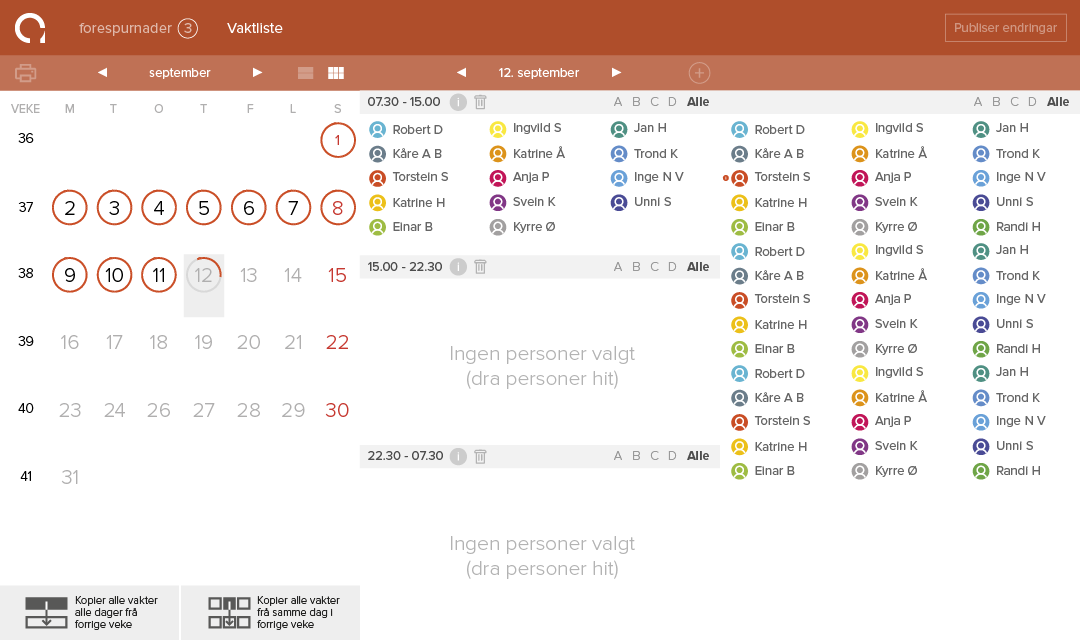 forespurnader 3 Vaktliste Publiser endringar
september 12. september
VEKE M T O T F L S
36 1
37 2 3 4 5 6 7 8
38 9 10 11 12 13 14 15
39 16 17 18 19 20 21 22
40 23 24 26 27 28 29 30
41 31
Kopier alle vakter
alle dager frå
forrige veke
Kopier alle vakter
frå samme dag i
forrige veke
07.30 - 15.00 i A B C D Alle
Robert D Ingvild S Jan H
Kåre A B Katrine Å Trond K
Torstein S Anja P Inge N V
Katrine H Svein K Unni S
Einar B Kyrre Ø
15.00 - 22.30 i A B C D Alle
Ingen personer valgt
(dra personer hit)
22.30 - 07.30 i A B C D Alle
Ingen personer valgt
(dra personer hit)
A B C D Alle
Robert D Ingvild S Jan H
Kåre A B Katrine Å Trond K
Torstein S Anja P Inge N V
Katrine H Svein K Unni S
Einar B Kyrre Ø Randi H
Robert D Ingvild S Jan H
Kåre A B Katrine Å Trond K
Torstein S Anja P Inge N V
Katrine H Svein K Unni S
Einar B Kyrre Ø Randi H
Robert D Ingvild S Jan H
Kåre A B Katrine Å Trond K
Torstein S Anja P Inge N V
Katrine H Svein K Unni S
Einar B Kyrre Ø Randi H